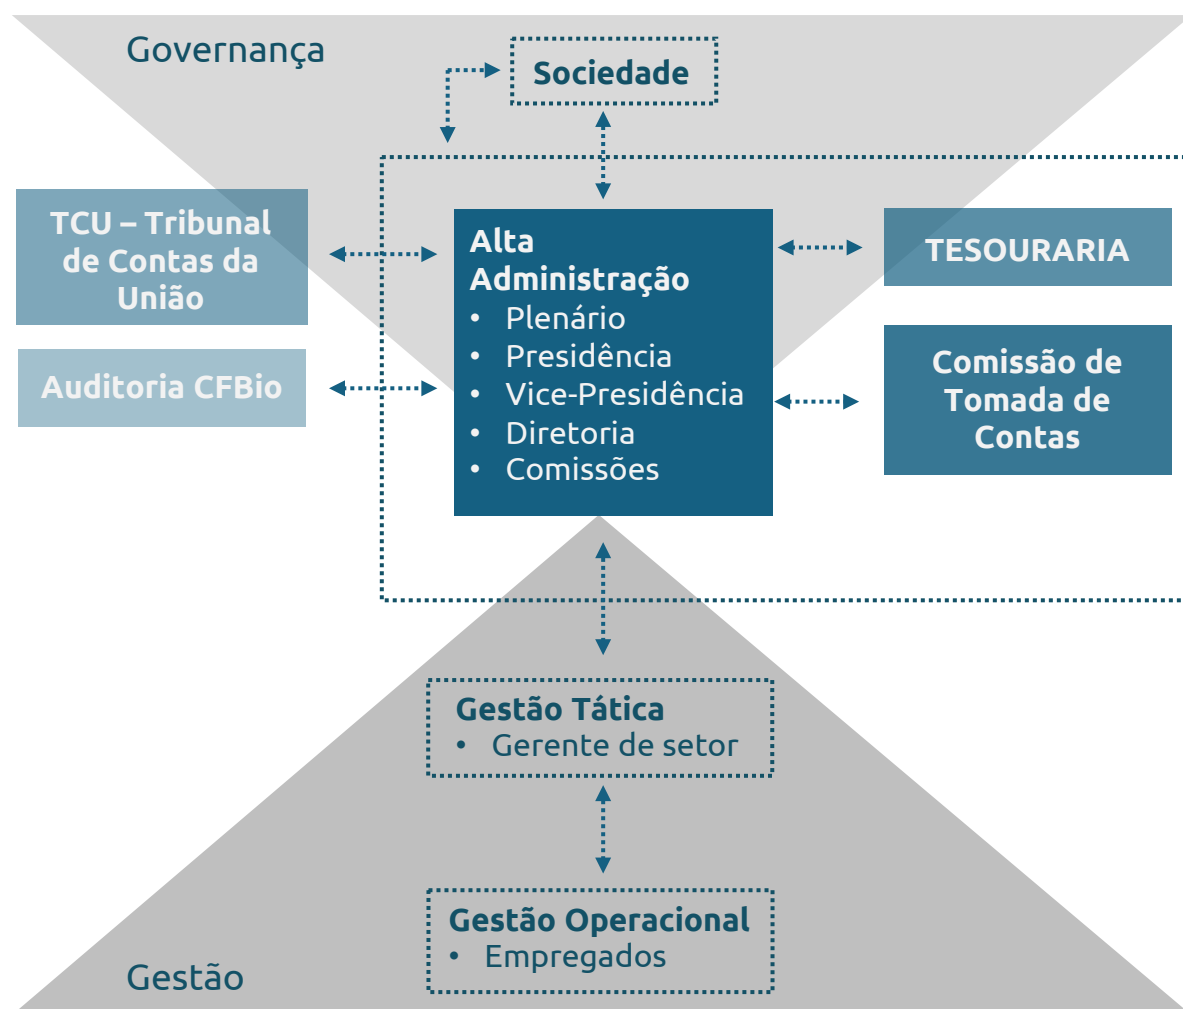 Governança
Sociedade
TCU – Tribunal
de Contas da
União
Auditoria CFBio
Alta
Administração
• Plenário
• Presidência
• Vice-Presidência
• Diretoria
• Comissões
TESOURARIA
Comissão de
Tomada de
Contas
Gestão Tática
• Gerente de setor
Gestão Operacional
• Empregados
Gestão